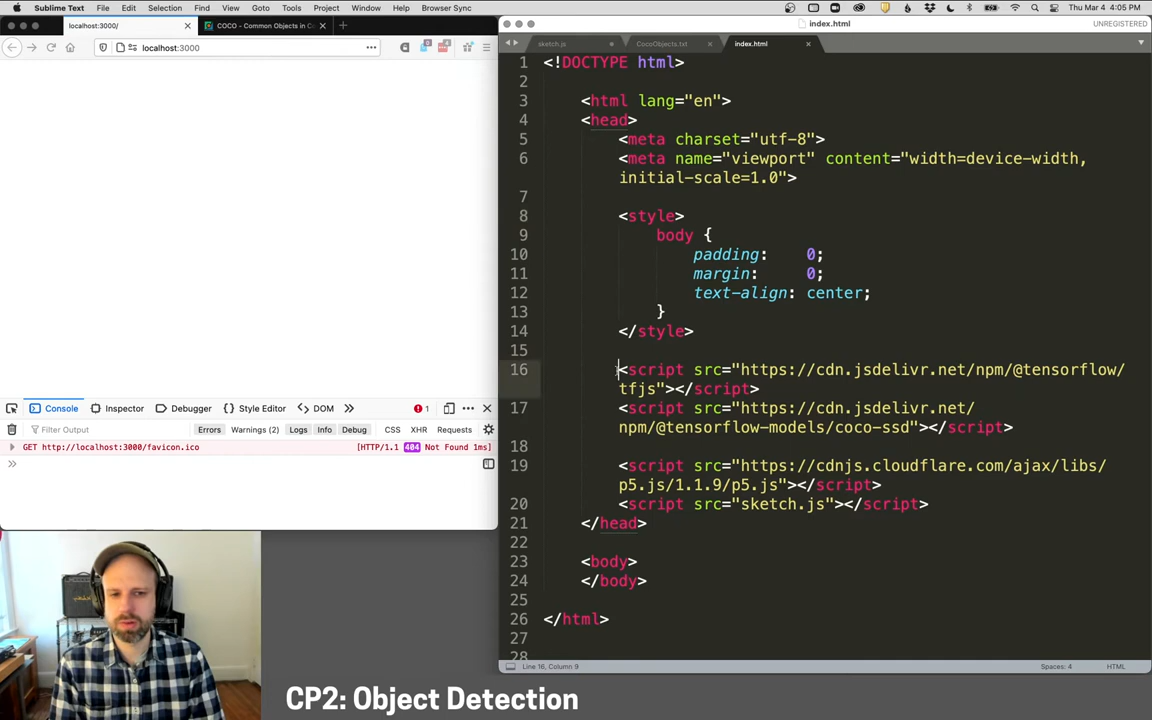 Sublime Text File Edit Selection Find View Goto Tools Project Window Help Browser Sync
Thu Mar 4 4:05 PM
localhost:3000/
COCO - Common Objects in C
localhost:3000
index.html
UNREGISTERED
sketch.js
CocoObjects.txt
index.html
1 <!DOCTYPE html>
2
3 <html lang="en">
4 <head>
5 <meta charset="utf-8">
6 <meta name="viewport" content="width=device-width,
initial-scale=1.0">
7
8 <style>
9 body {
10 padding: 0;
11 margin: 0;
12 text-align: center;
13 }
14 </style>
15
16 <script src="https://cdn.jsdelivr.net/npm/@tensorflow/
tfjs"></script>
17 <script src="https://cdn.jsdelivr.net/
npm/@tensorflow-models/coco-ssd"></script>
18
19 <script src="https://cdnjs.cloudflare.com/ajax/libs/
p5.js/1.1.9/p5.js"></script>
20 <script src="sketch.js"></script>
21 </head>
22
23 <body>
24 </body>
25
26 </html>
27
28
Console Inspector Debugger Style Editor DOM 1
Filter Output Errors Warnings (2) Logs Info Debug CSS XHR Requests
GET http://localhost:3000/favicon.ico [HTTP/1.1 404 Not Found 1ms]
Line 16, Column 9
Spaces: 4
HTML
CP2: Object Detection